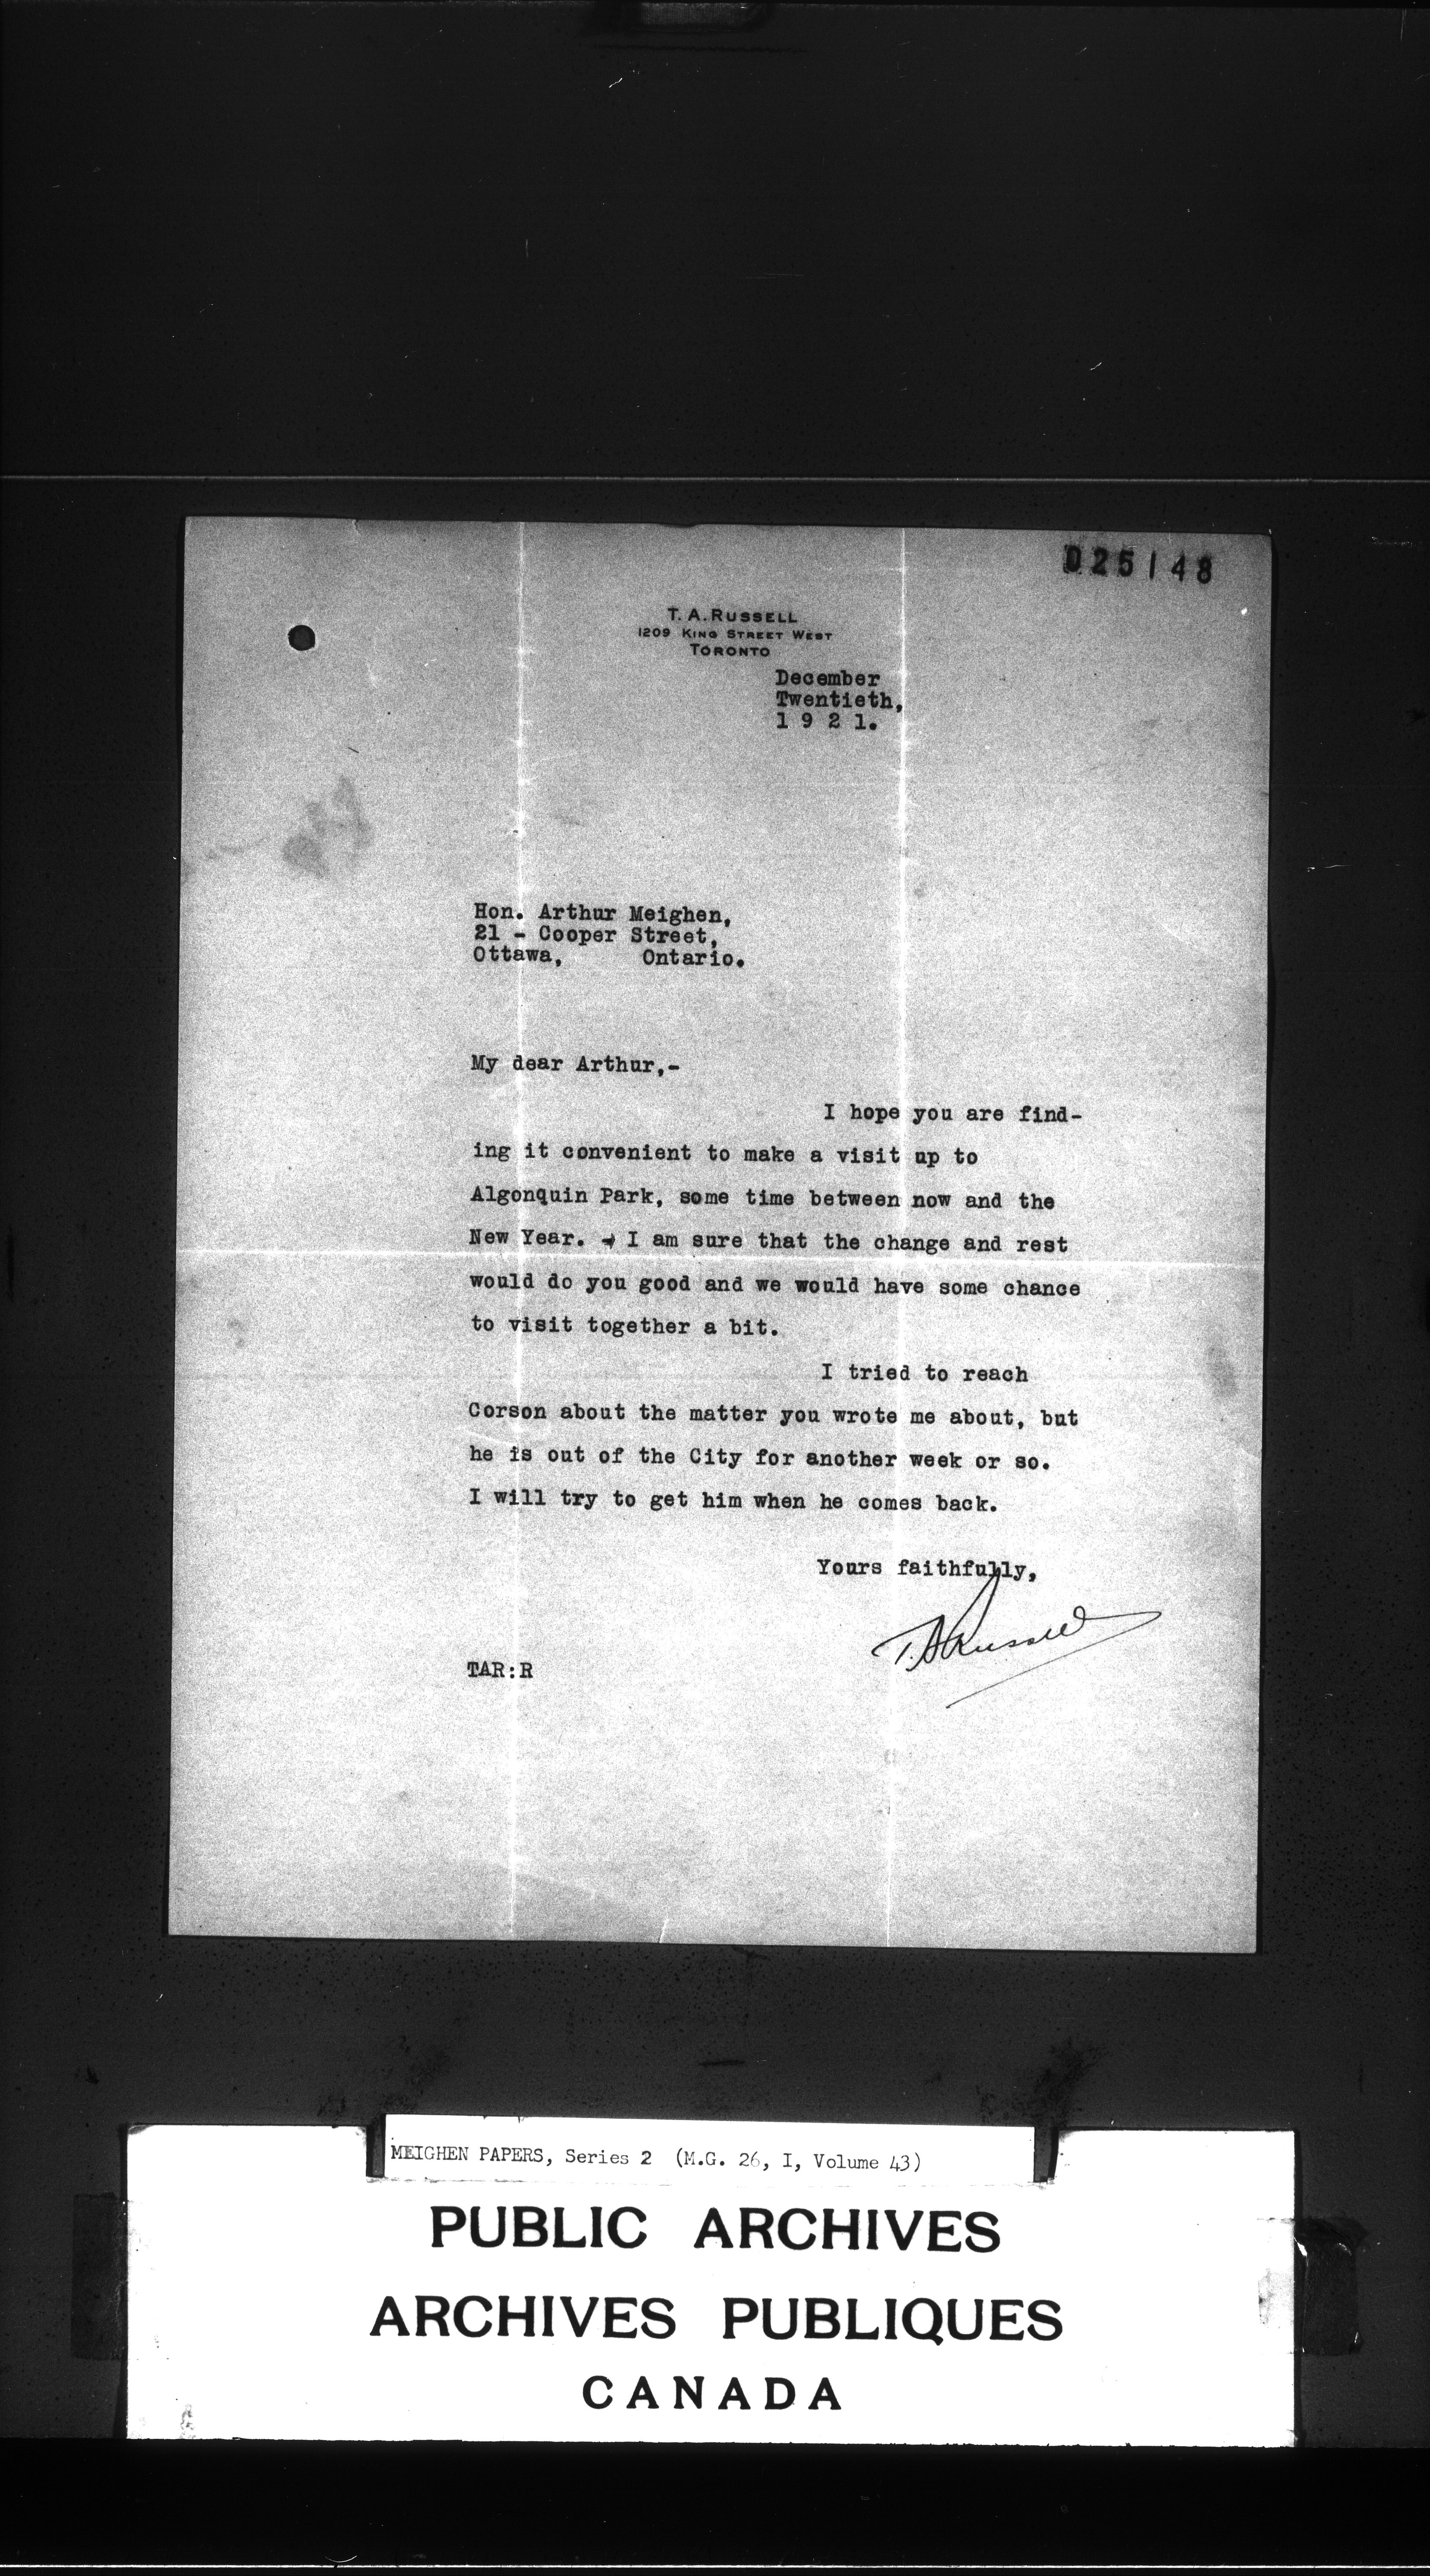 025148
T. A. RUSSELL
1209 KING STREET WEST
TORONTO
December
Twentieth,
1 9 2 1.
Hon. Arthur Meighen,
21 - Cooper Street,
Ottawa, Ontario.
My dear Arthur,-
I hope you are find-
ing it convenient to make a visit up to
Algonquin Park, some time between now and the
New Year. - I am sure that the change and rest
would do you good and we would have some chance
to visit together a bit.
I tried to reach
Corson about the matter you wrote me about, but
he is out of the City for another week or so.
I will try to get him when he comes back.
Yours faithfully,
T.A.Russell
TAR:R
MEIGHEN PAPERS, Series 2 (M.G. 26, I, Volume 43)
PUBLIC ARCHIVES
ARCHIVES PUBLIQUES
CANADA